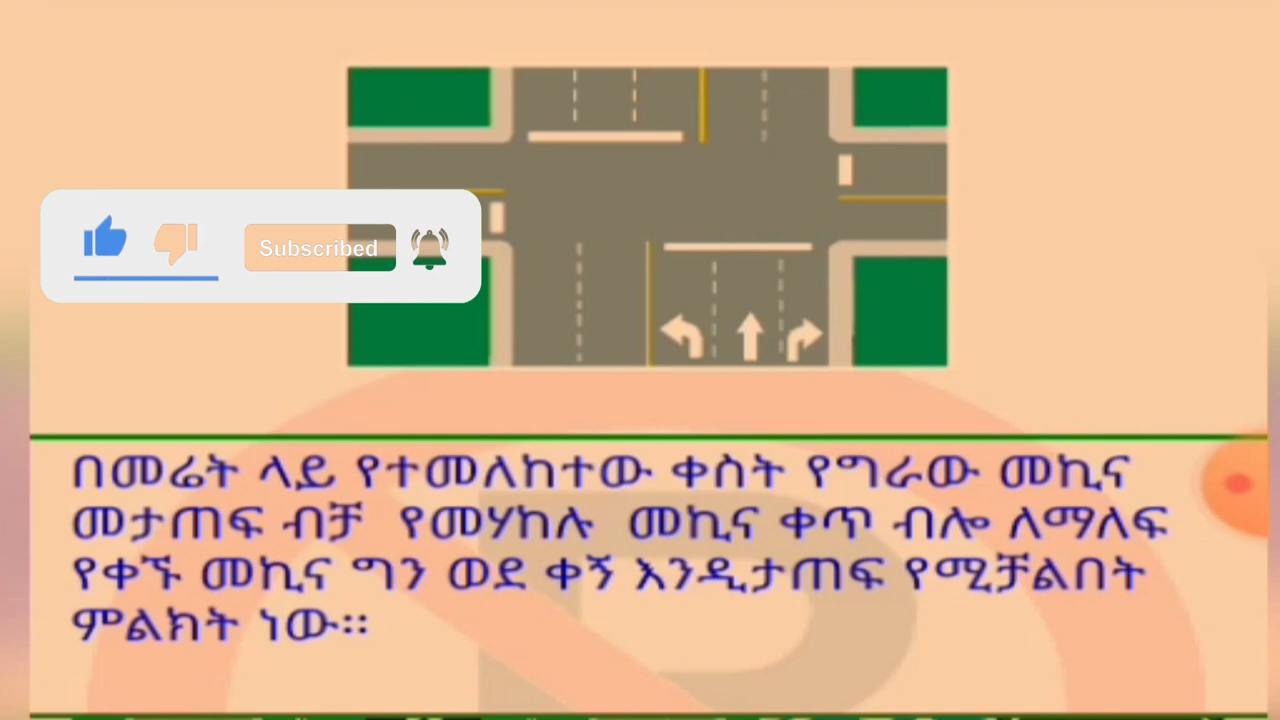 Subscribed
በመሬት ላይ የተመለከተው ቀስት የግራው መኪና
መታጠፍ ብቻ የመሃከሉ መኪና ቀጥ ብሎ ለማለፍ
የቀኙ መኪና ግን ወደ ቀኝ እንዲታጠፍ የሚቻልበት
ምልክት ነው፡፡